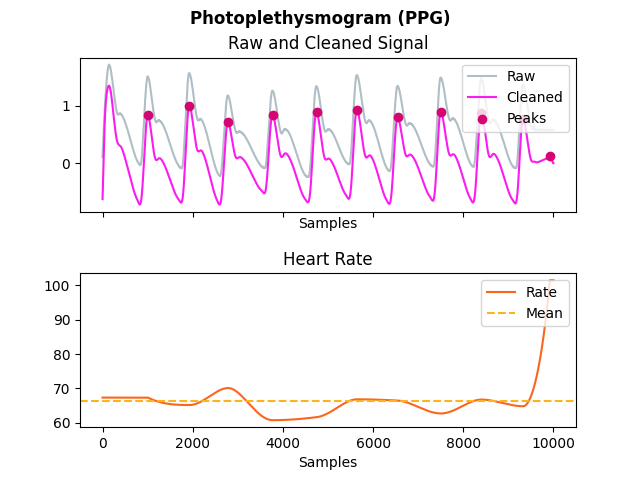 Photoplethysmogram (PPG)
Raw and Cleaned Signal
Raw
Cleaned
Peaks
1
0
Samples
Heart Rate
Rate
Mean
100
90
80
70
60
0 2000 4000 6000 8000 10000
Samples